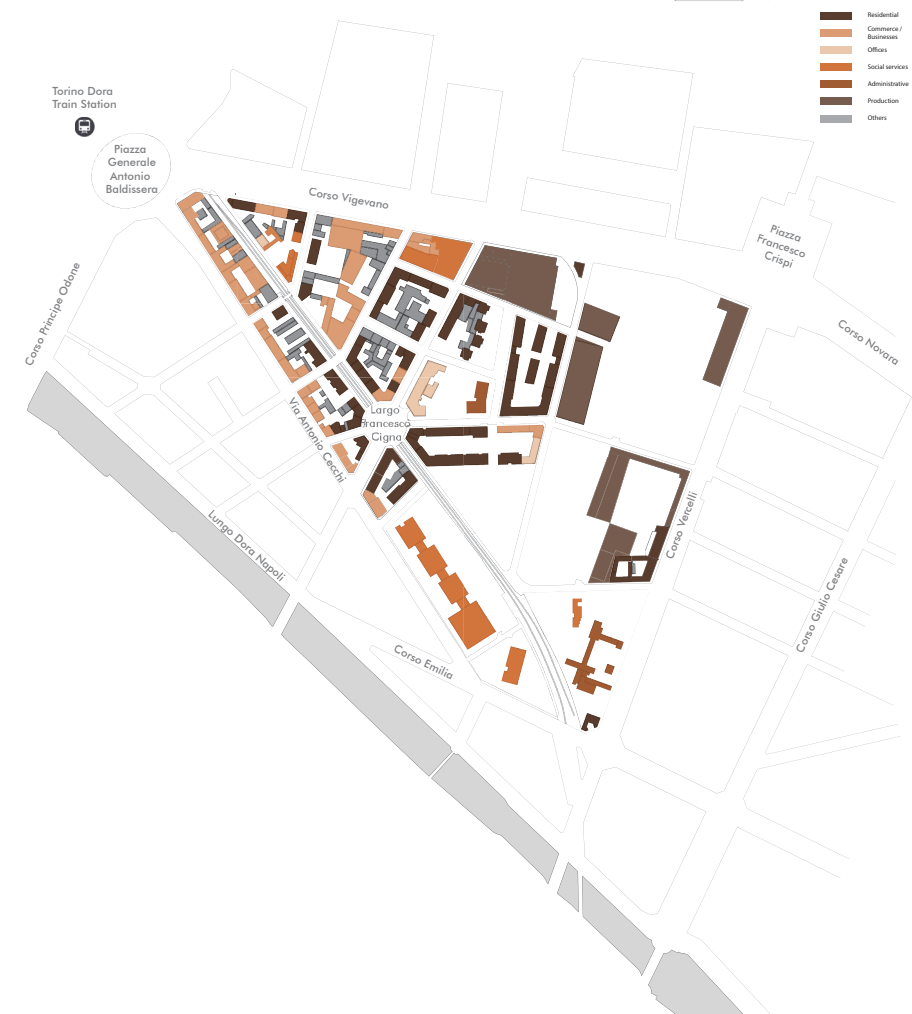 Residential
Commerce /
Businesses
Offices
Social services
Administrative
Production
Others
Torino Dora
Train Station
Piazza
Generale
Antonio
Baldissera
Corso Vigevano
Piazza
Francesco
Crispi
Corso Principe Odone
Corso Novara
Via Antonio Cecchi
Largo
Francesco
Cigna
Lungo Dora Napoli
Corso Vercelli
Corso Giulio Cesare
Corso Emilia